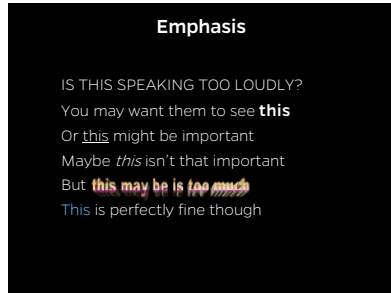 Emphasis
IS THIS SPEAKING TOO LOUDLY?
You may want them to see this
Or this might be important
Maybe this isn't that important
But this may be is too much
This is perfectly fine though